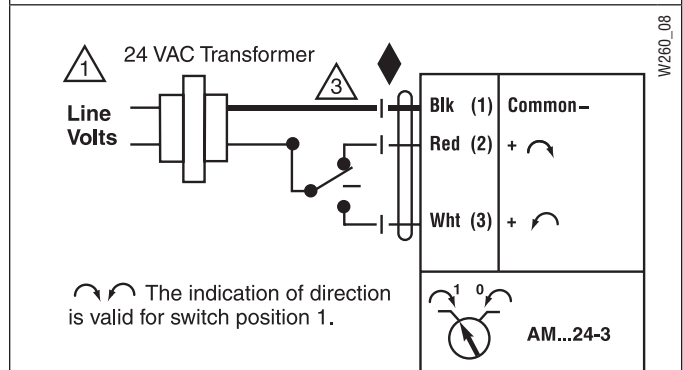 W260_08
1
24 VAC Transformer
3
Line
Volts
Blk (1) Common–
Red (2) +
Wht (3) +
The indication of direction
is valid for switch position 1.
1 0
AM...24-3